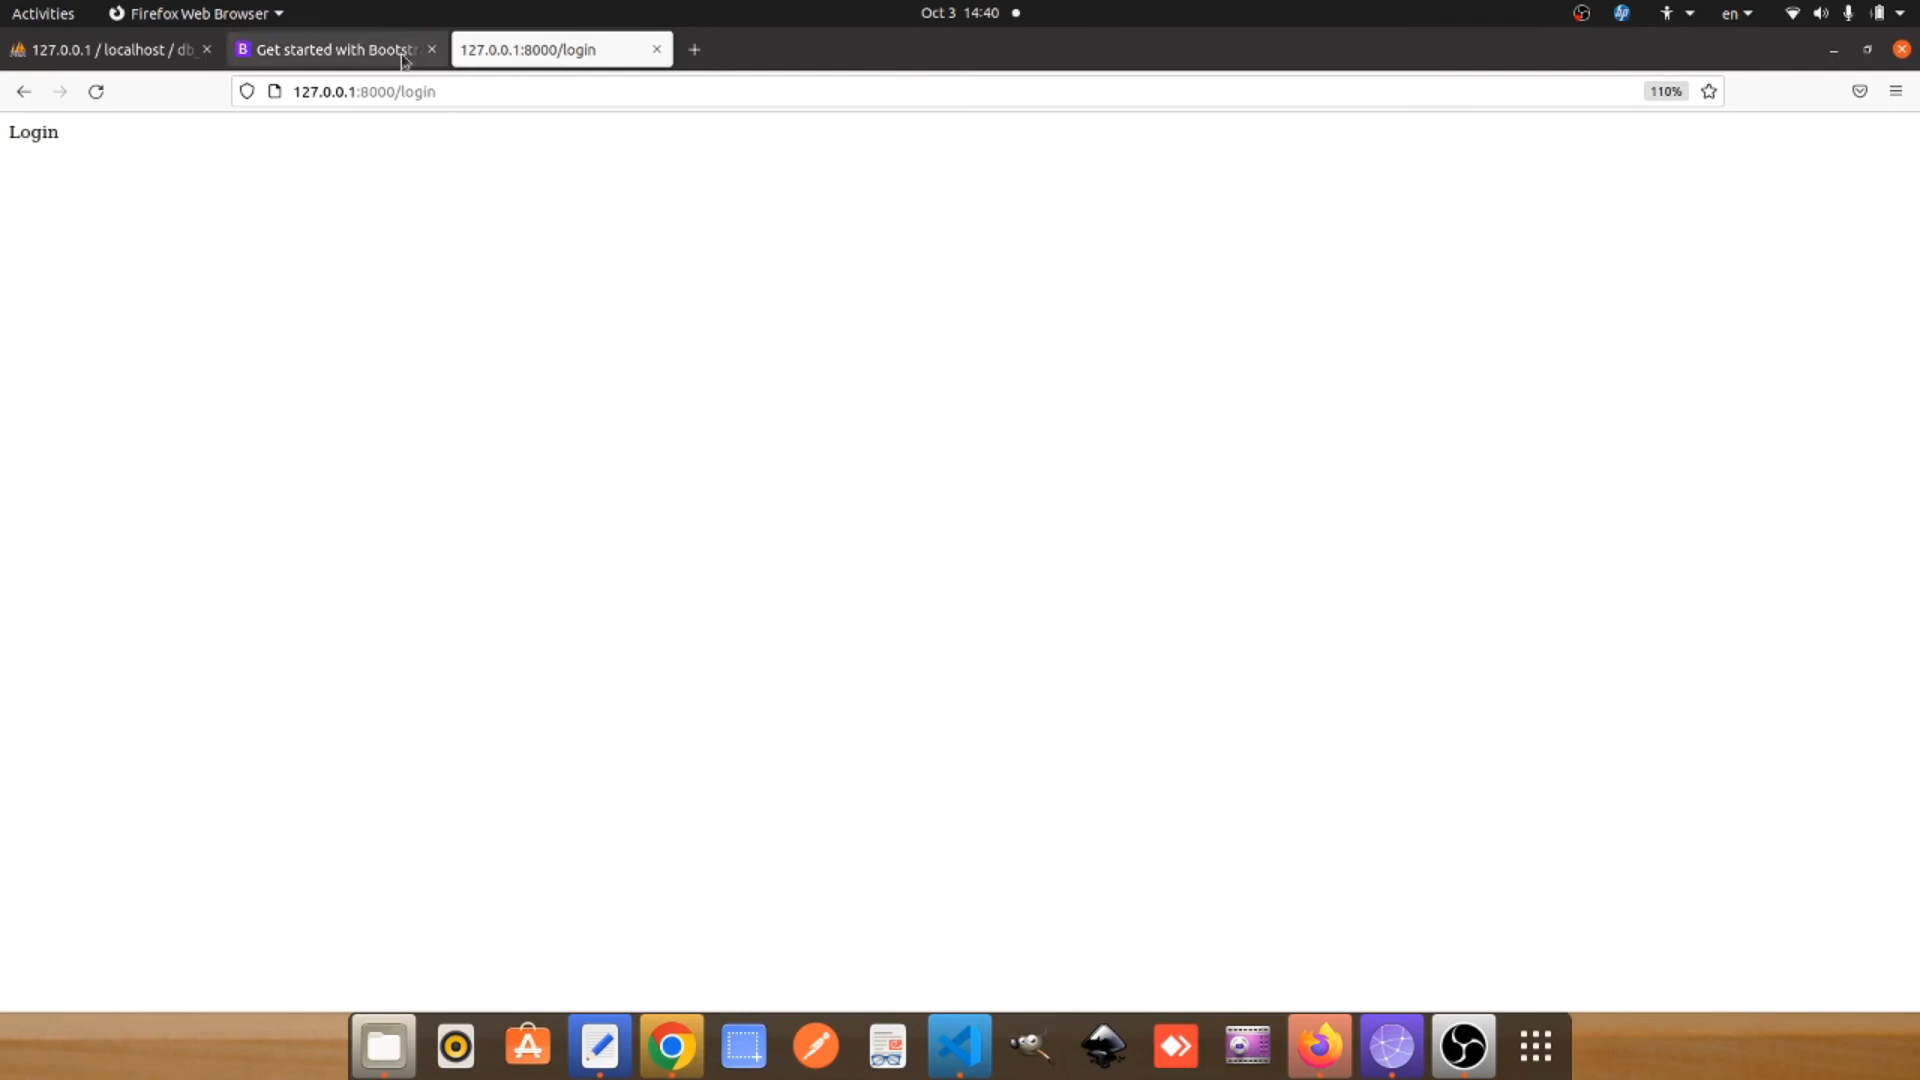 Activities
Firefox Web Browser
Oct 3 14:40
en
127.0.0.1 / localhost / db
Get started with Bootst
127.0.0.1:8000/login
127.0.0.1:8000/login
110%
Login